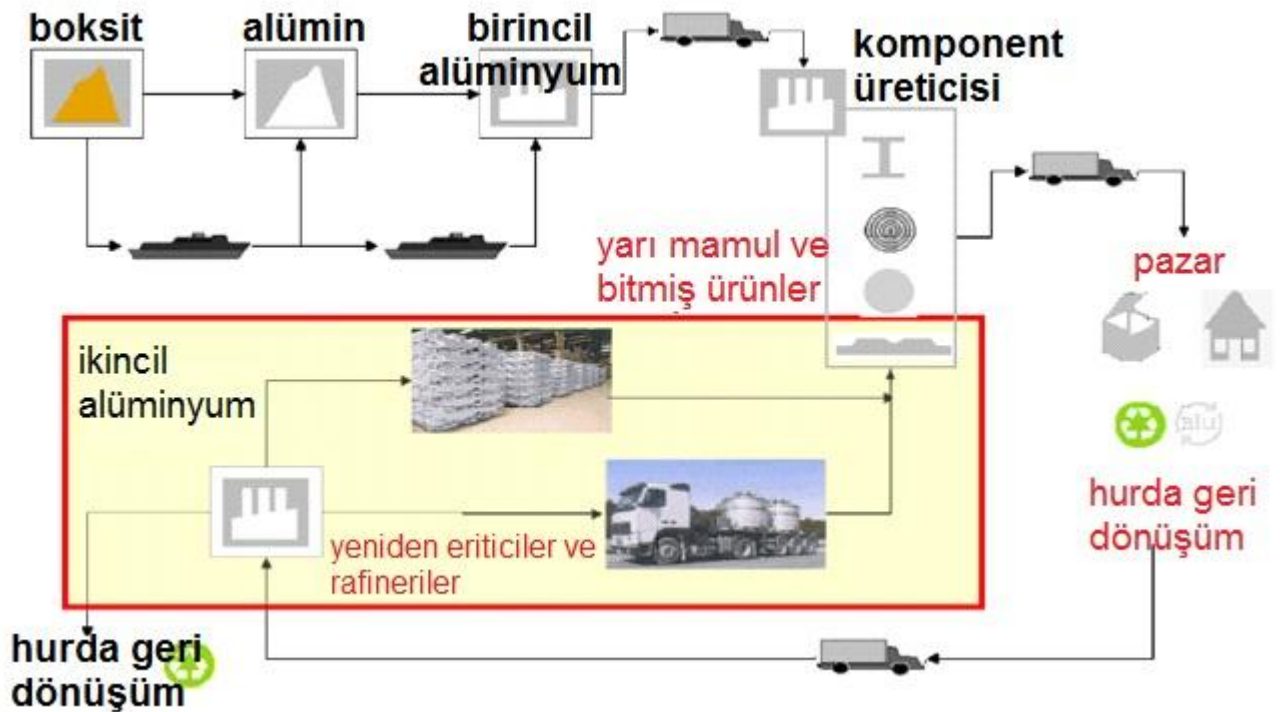 boksit
alümin
birincil
alüminyum
komponent
üreticisi
yarı mamul ve
bitmiş ürünler
pazar
ikincil
alüminyum
alu
hurda geri
dönüşüm
yeniden eriticiler ve
rafineriler
hurda geri
dönüşüm